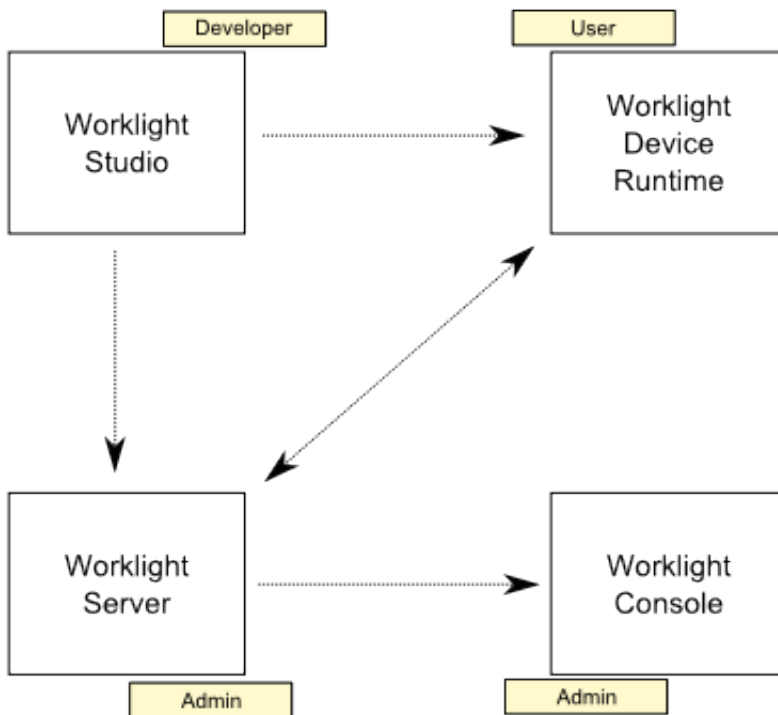 Developer
User
Worklight
Studio
Worklight
Device
Runtime
Worklight
Server
Worklight
Console
Admin
Admin